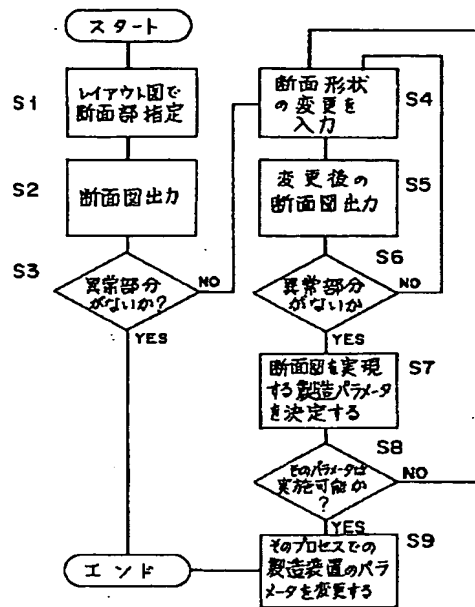 スタート
S1
レイアウト図で
断面部指定
S2
断面図出力
S3
異常部分
がないか?
NO
YES
エンド
S4
断面形状
の変更を
入力
S5
変更後の
断面図出力
S6
異常部分
がないか
NO
YES
S7
断面図を実現
する製造パラメータ
を決定する
S8
そのパラメータは
実施可能か
?
NO
YES
S9
そのプロセスでの
製造装置のパラ
メータを変更する